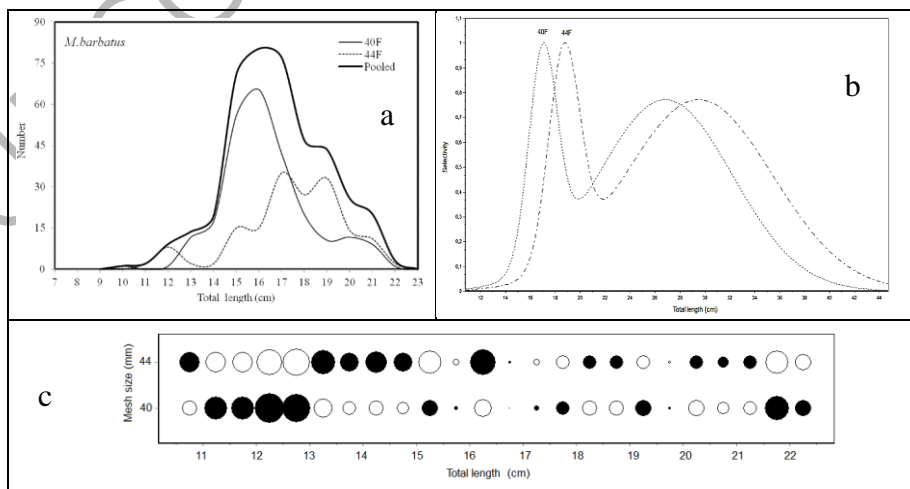 M.barbatus
40F
44F
Pooled
a
Number
90
75
60
45
30
15
0
7 8 9 10 11 12 13 14 15 16 17 18 19 20 21 22 23
Total length (cm)
b
40F 44F
Selectivity
1,1
1
0,9
0,8
0,7
0,6
0,5
0,4
0,3
0,2
0,1
0
12 14 16 18 20 22 24 26 28 30 32 34 36 38 40 42 44
Total length (cm)
c
Mesh size (mm)
44
40
11 12 13 14 15 16 17 18 19 20 21 22
Total length (cm)